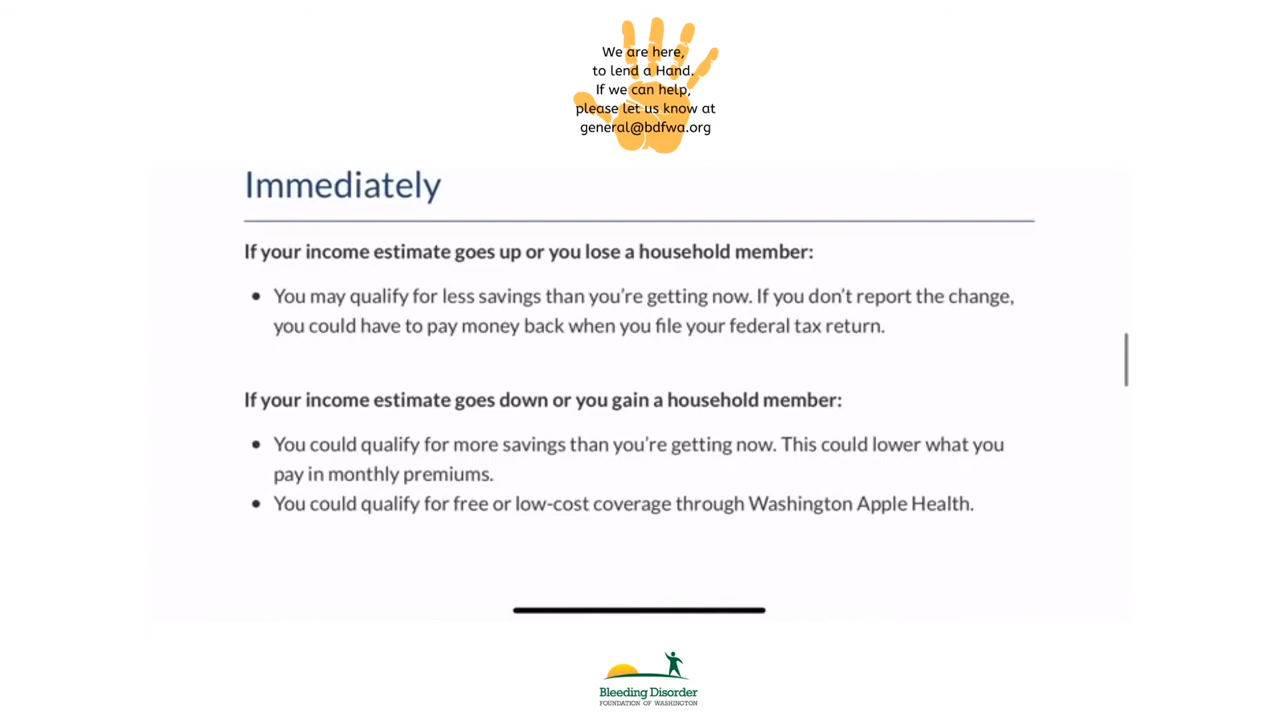 We are here,
to lend a Hand.
If we can help,
please let us know at
general@bdfwa.org
Immediately
If your income estimate goes up or you lose a household member:
• You may qualify for less savings than you're getting now. If you don't report the change,
you could have to pay money back when you file your federal tax return.
If your income estimate goes down or you gain a household member:
• You could qualify for more savings than you're getting now. This could lower what you
pay in monthly premiums.
• You could qualify for free or low-cost coverage through Washington Apple Health.
Bleeding Disorder
FOUNDATION OF WASHINGTON